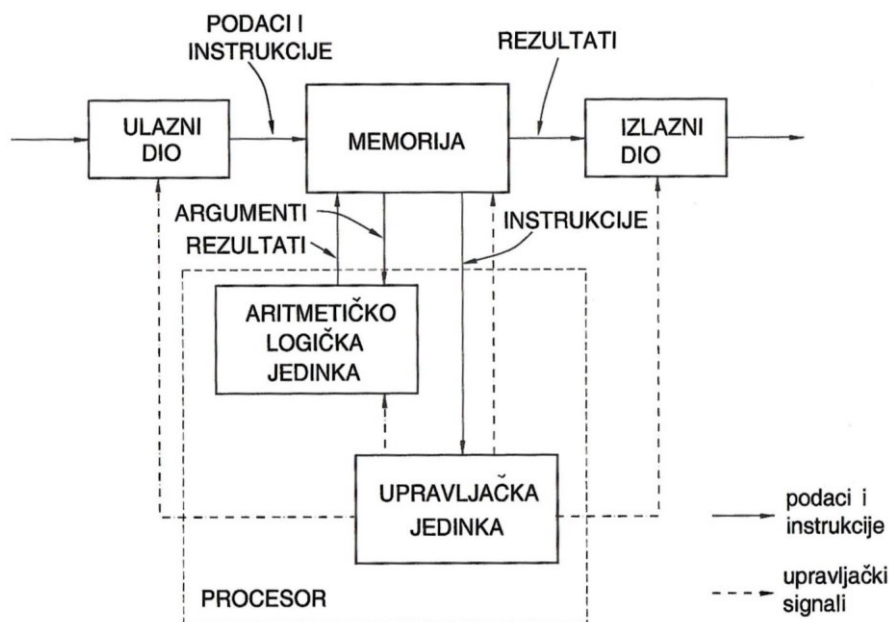 PODACI I
INSTRUKCIJE
REZULTATI
ULAZNI
DIO
MEMORIJA
IZLAZNI
DIO
ARGUMENTI
REZULTATI
INSTRUKCIJE
ARITMETIČKO
LOGIČKA
JEDINKA
UPRAVLJAČKA
JEDINKA
PROCESOR
podaci i
instrukcije
upravljački
signali